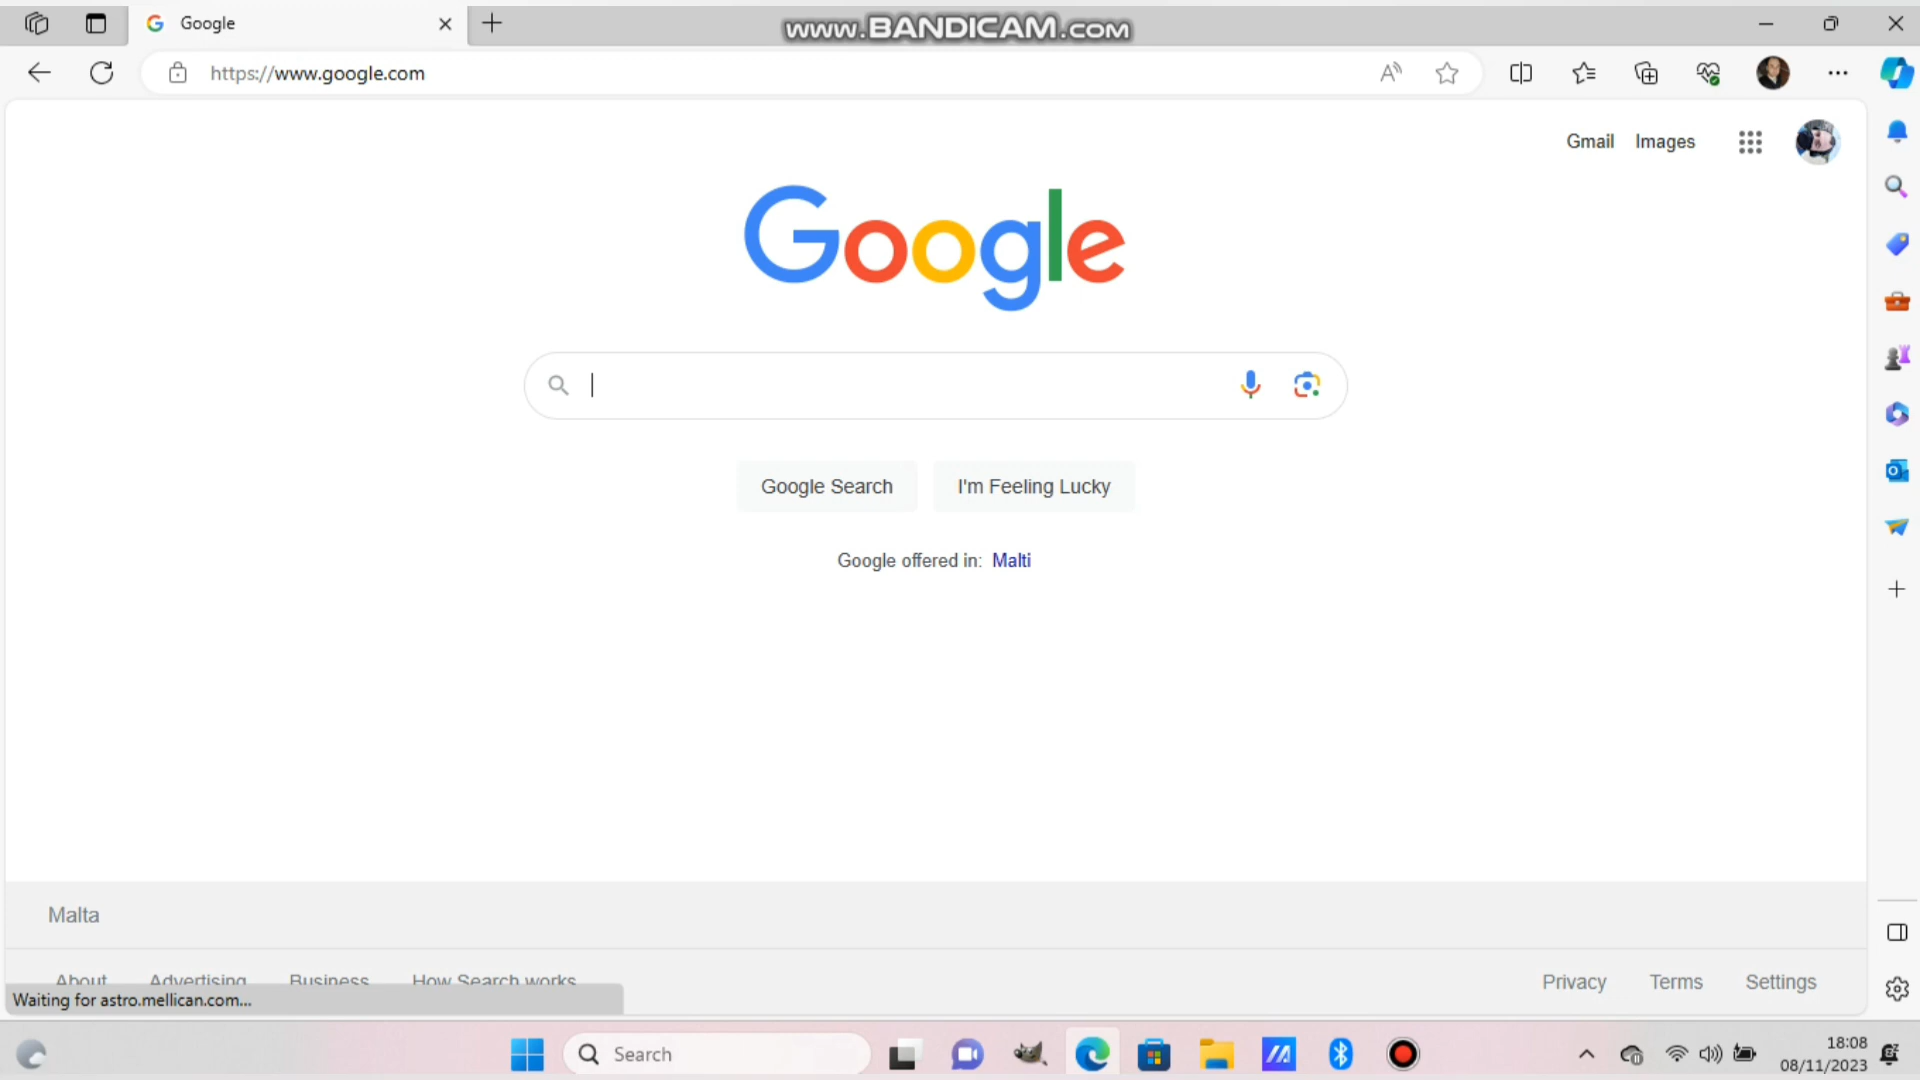 Google
www.BANDICAM.com
https://www.google.com
Gmail Images
Google
Google Search I'm Feeling Lucky
Google offered in: Malti
Malta
About Advertising Business How Search works Privacy Terms Settings
Waiting for astro.mellican.com...
Search
18:08
08/11/2023